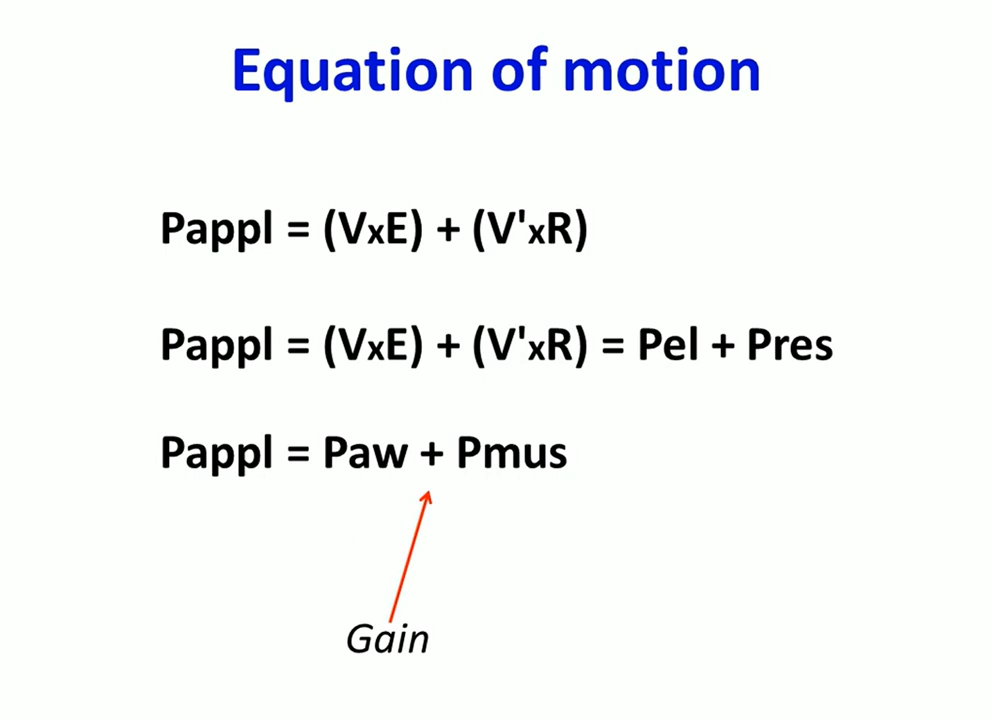 Equation of motion
Pappl = (VxE) + (V'xR)
Pappl = (VxE) + (V'xR) = Pel + Pres
Pappl = Paw + Pmus
Gain